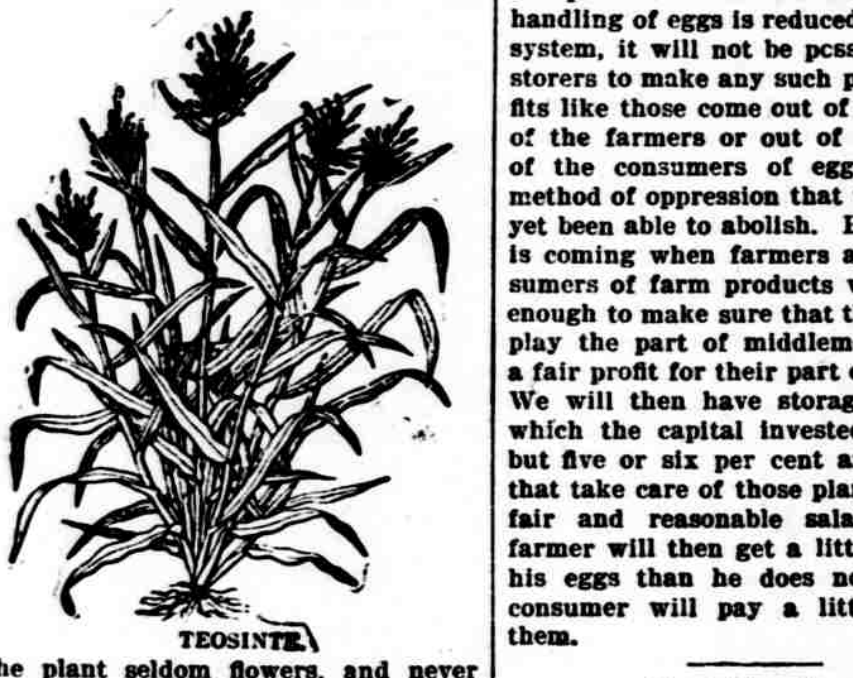 TEOSINTE.
he plant seldom flowers, and never
handling of eggs is reduced
system, it will not be pcss
storers to make any such p
fits like those come out of
of the farmers or out of
of the consumers of egg
method of oppression that
yet been able to abolish. E
is coming when farmers a
sumers of farm products v
enough to make sure that th
play the part of middlem
a fair profit for their part o
We will then have storag
which the capital invested
but five or six per cent a
that take care of those plan
fair and reasonable sala
farmer will then get a litt
his eggs than he does no
consumer will pay a litt
them.